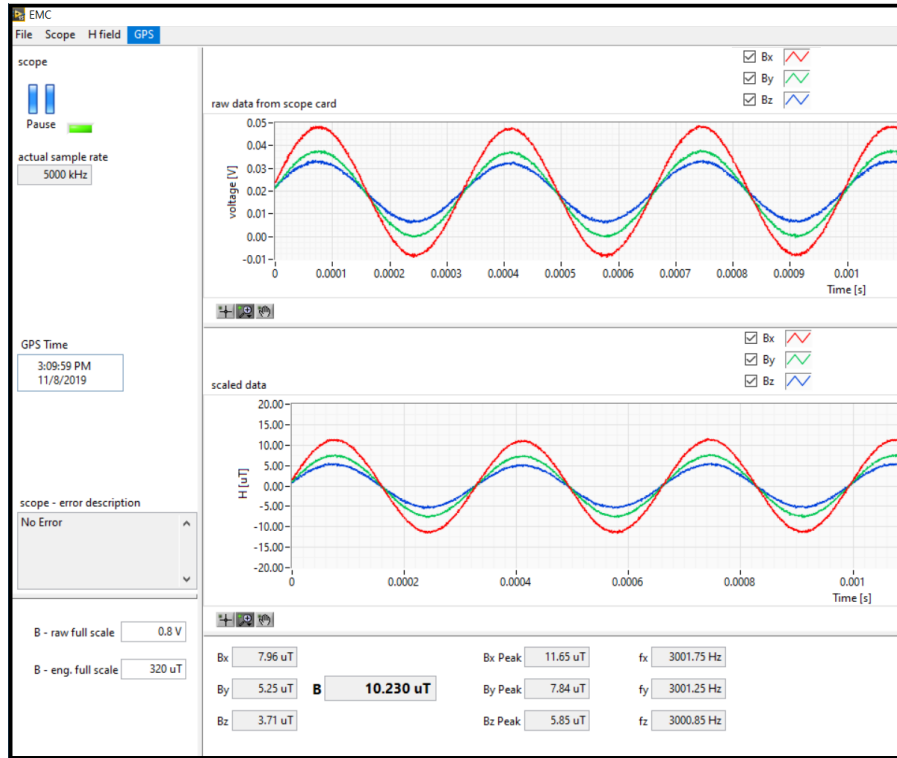 EMC
File Scope H field GPS
scope
Pause
actual sample rate
5000 kHz
GPS Time
3:09:59 PM
11/8/2019
scope - error description
No Error
B - raw full scale 0.8 V
B - eng. full scale 320 uT
Bx
By
Bz
raw data from scope card
voltage [V]
0.05
0.04
0.03
0.02
0.01
0.00
-0.01
0 0.0001 0.0002 0.0003 0.0004 0.0005 0.0006 0.0007 0.0008 0.0009 0.001
Time [s]
Bx
By
Bz
scaled data
H [uT]
20.00
15.00
10.00
5.00
0.00
-5.00
-10.00
-15.00
-20.00
0 0.0002 0.0004 0.0006 0.0008 0.001
Time [s]
Bx 7.96 uT Bx Peak 11.65 uT fx 3001.75 Hz
By 5.25 uT B 10.230 uT By Peak 7.84 uT fy 3001.25 Hz
Bz 3.71 uT Bz Peak 5.85 uT fz 3000.85 Hz